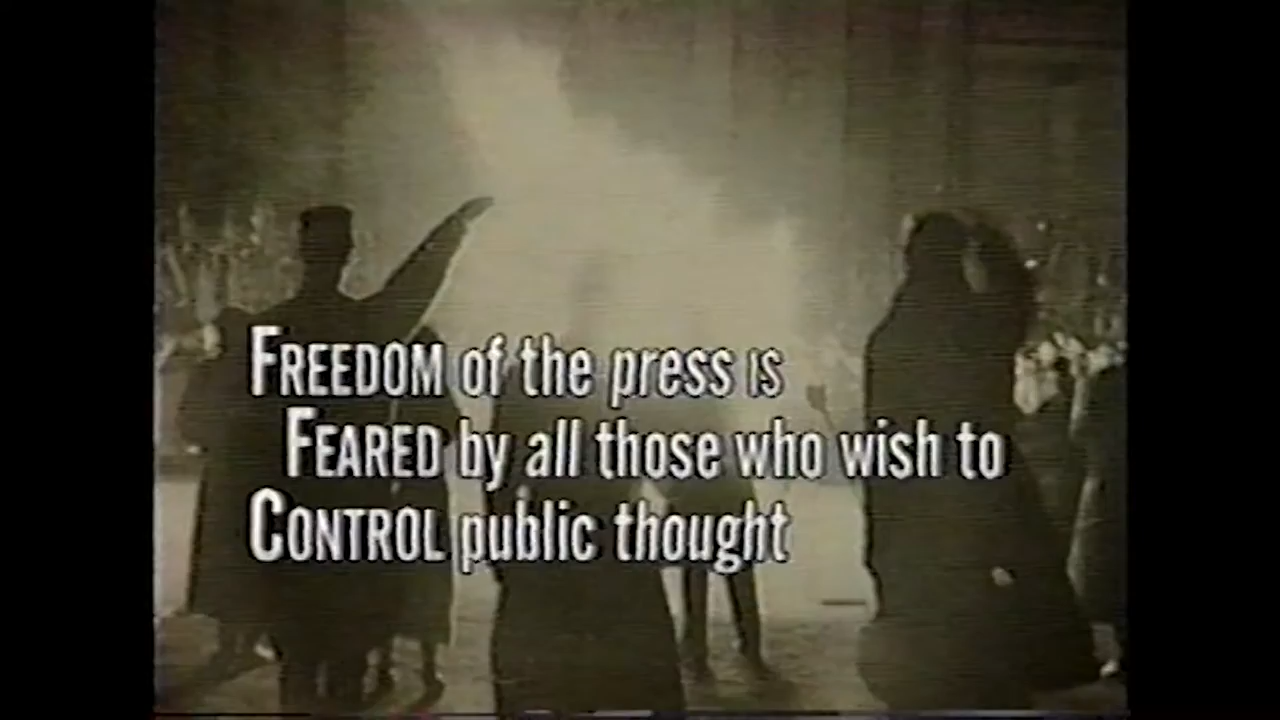 FREEDOM of the press is
FEARED by all those who wish to
CONTROL public thought